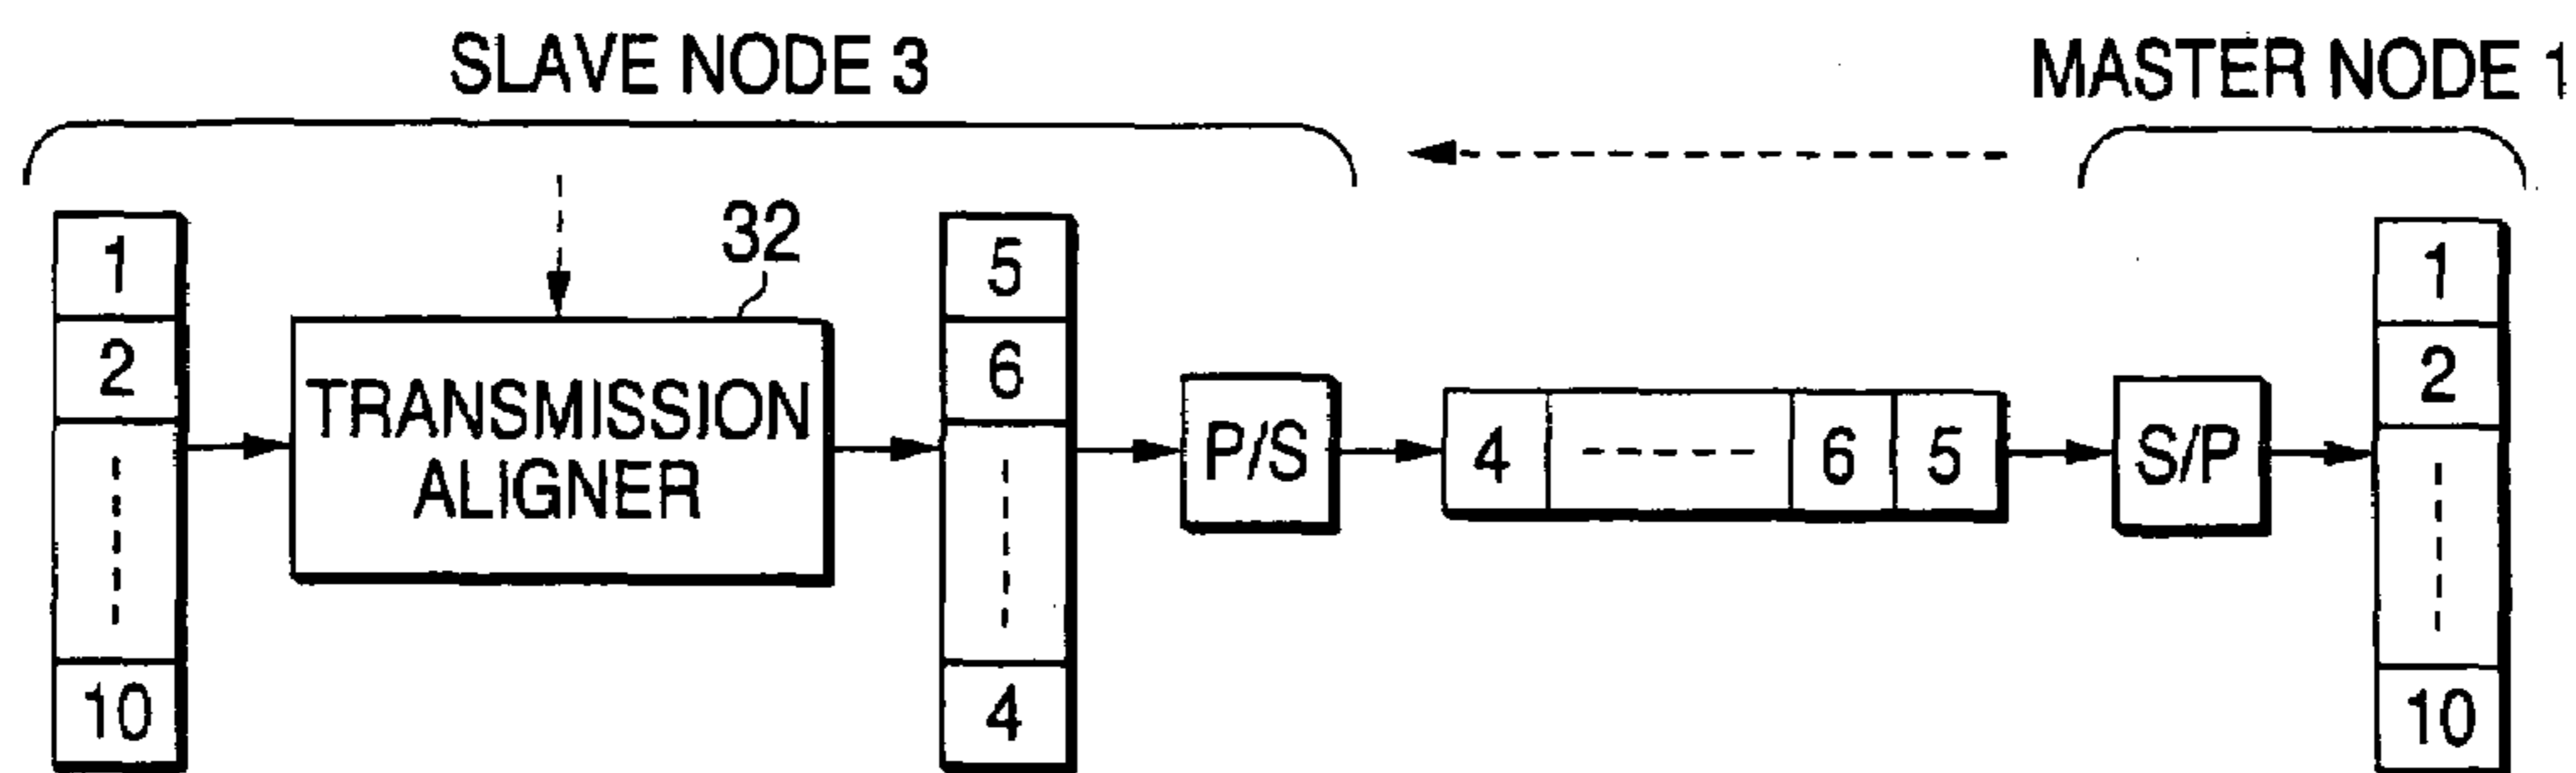 SLAVE NODE 3
MASTER NODE 1
1
2
10
32
TRANSMISSION
ALIGNER
5
6
4
P/S
4 6 5
S/P
1
2
10